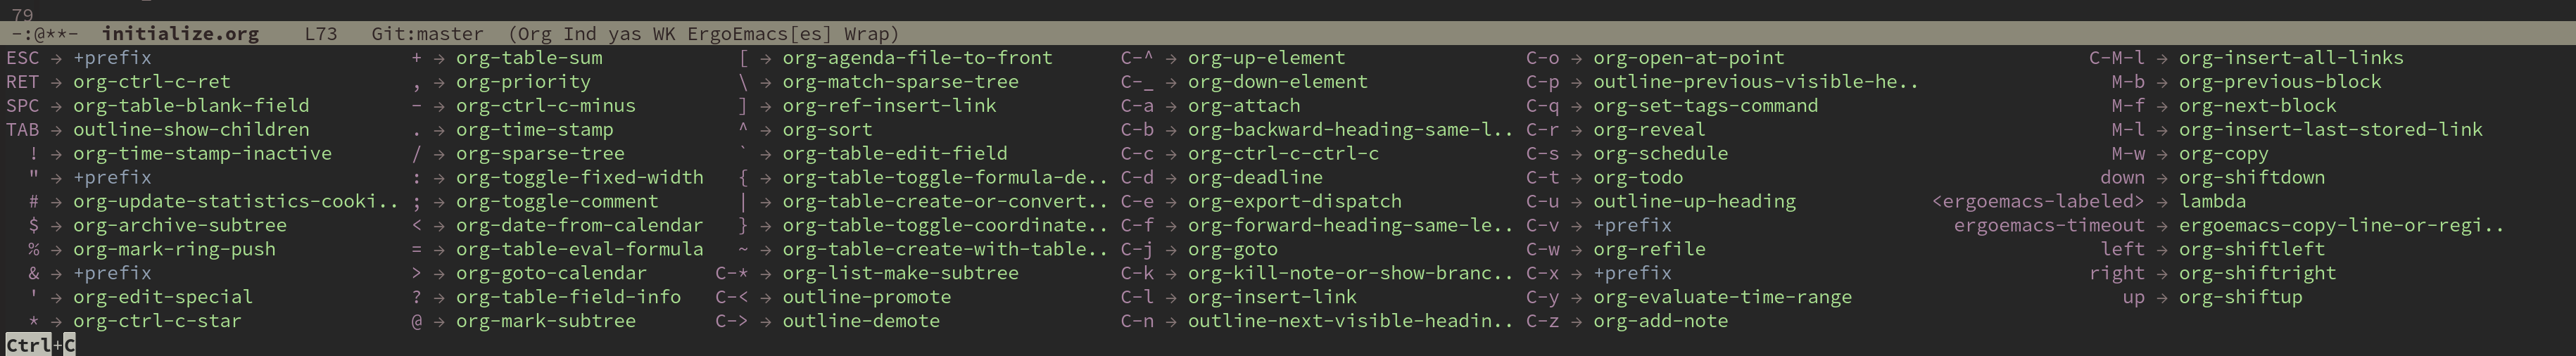 79
-:@**-  initialize.org    L73   Git:master  (Org Ind yas WK ErgoEmacs[es] Wrap)
ESC → +prefix + → org-table-sum [ → org-agenda-file-to-front C-^ → org-up-element C-o → org-open-at-point C-M-l → org-insert-all-links
RET → org-ctrl-c-ret , → org-priority \ → org-match-sparse-tree C-_ → org-down-element C-p → outline-previous-visible-he.. M-b → org-previous-block
SPC → org-table-blank-field - → org-ctrl-c-minus ] → org-ref-insert-link C-a → org-attach C-q → org-set-tags-command M-f → org-next-block
TAB → outline-show-children . → org-time-stamp ^ → org-sort C-b → org-backward-heading-same-l.. C-r → org-reveal M-l → org-insert-last-stored-link
! → org-time-stamp-inactive / → org-sparse-tree ` → org-table-edit-field C-c → org-ctrl-c-ctrl-c C-s → org-schedule M-w → org-copy
" → +prefix : → org-toggle-fixed-width { → org-table-toggle-formula-de.. C-d → org-deadline C-t → org-todo down → org-shiftdown
# → org-update-statistics-cooki.. ; → org-toggle-comment | → org-table-create-or-convert.. C-e → org-export-dispatch C-u → outline-up-heading <ergoemacs-labeled> → lambda
$ → org-archive-subtree < → org-date-from-calendar } → org-table-toggle-coordinate.. C-f → org-forward-heading-same-le.. C-v → +prefix ergoemacs-timeout → ergoemacs-copy-line-or-regi..
% → org-mark-ring-push = → org-table-eval-formula ~ → org-table-create-with-table.. C-j → org-goto C-w → org-refile left → org-shiftleft
& → +prefix > → org-goto-calendar C-* → org-list-make-subtree C-k → org-kill-note-or-show-branc.. C-x → +prefix right → org-shiftright
' → org-edit-special ? → org-table-field-info C-< → outline-promote C-l → org-insert-link C-y → org-evaluate-time-range up → org-shiftup
* → org-ctrl-c-star @ → org-mark-subtree C-> → outline-demote C-n → outline-next-visible-headin.. C-z → org-add-note
Ctrl+C